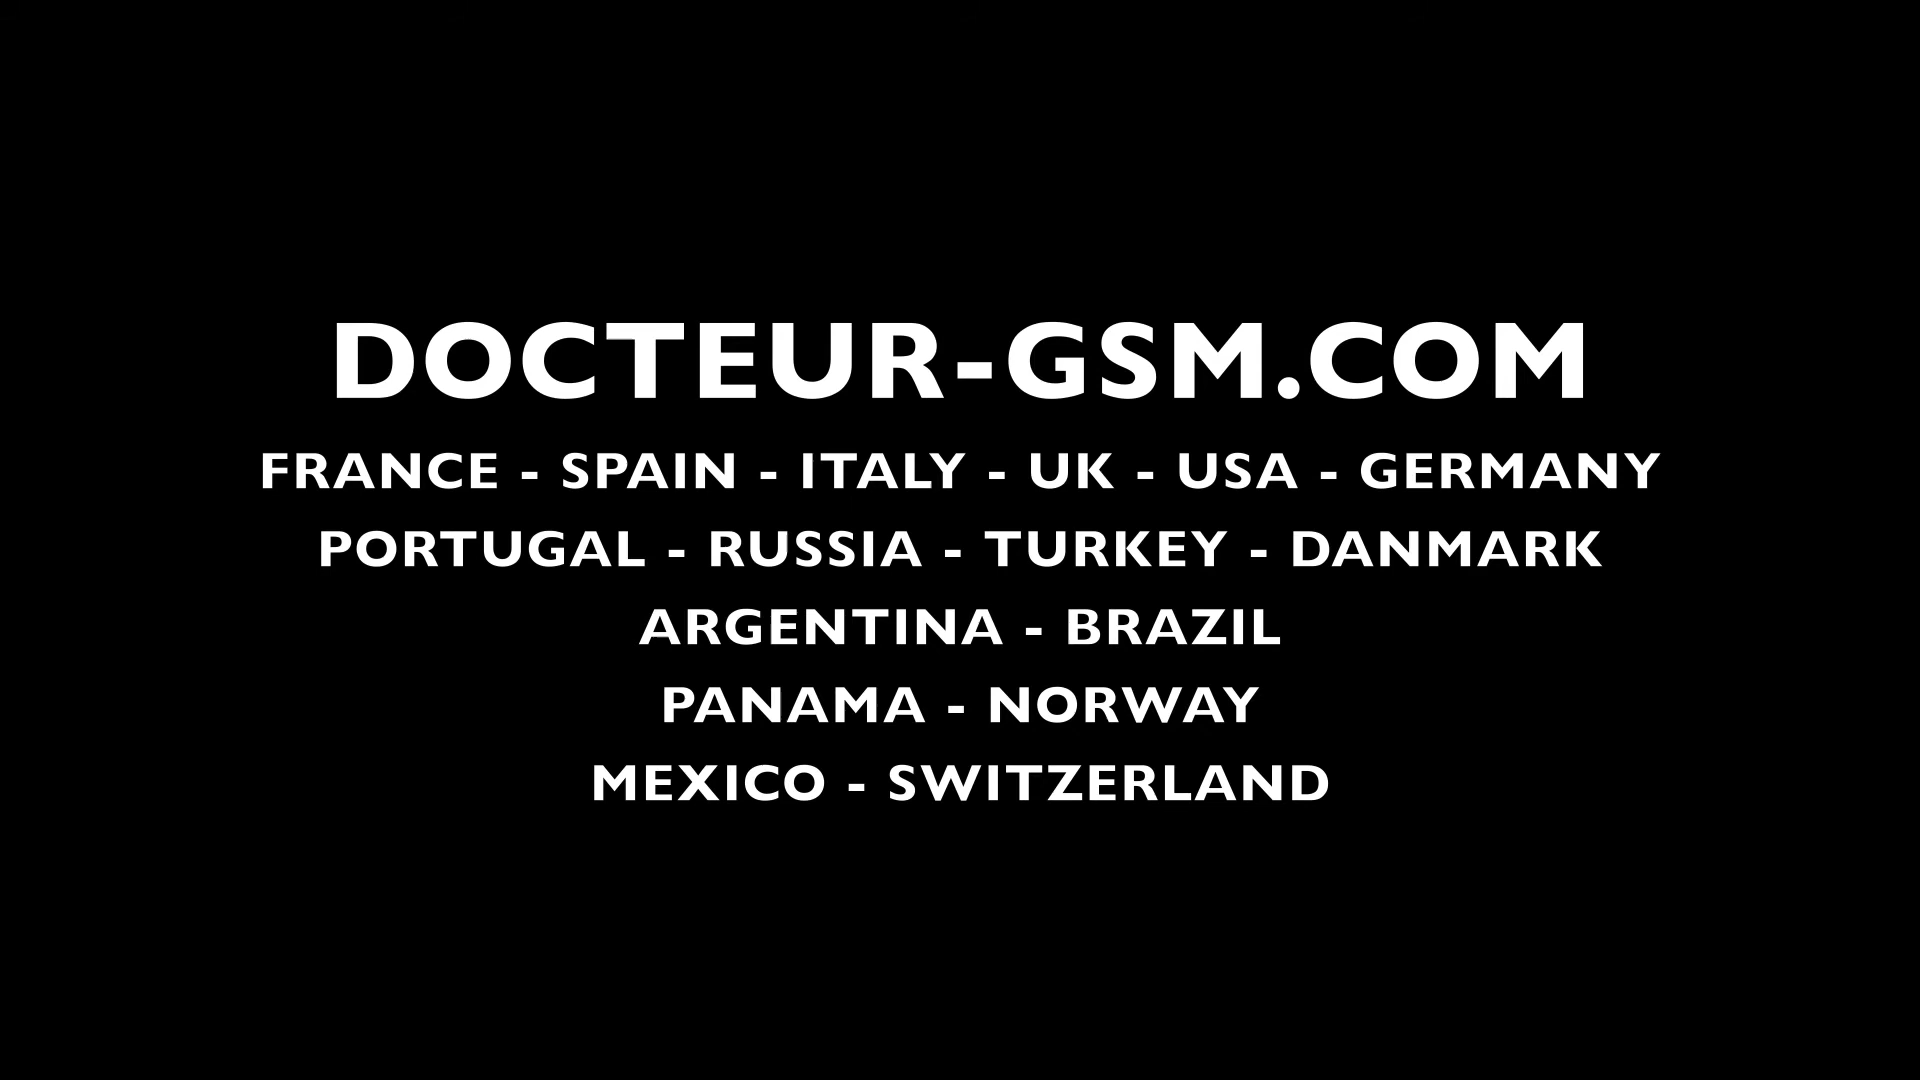 DOCTEUR-GSM.COM
FRANCE - SPAIN - ITALY - UK - USA - GERMANY
PORTUGAL - RUSSIA - TURKEY - DANMARK
ARGENTINA - BRAZIL
PANAMA - NORWAY
MEXICO - SWITZERLAND